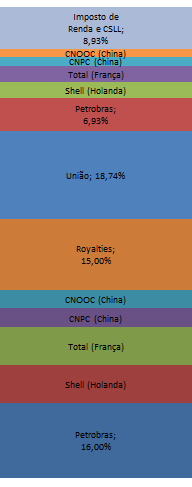 Imposto de
Renda e CSLL;
8,93%
CNOOC (China)
CNPC (China)
Total (França)
Shell (Holanda)
Petrobras;
6,93%
União; 18,74%
Royalties;
15,00%
CNOOC (China)
CNPC (China)
Total (França)
Shell (Holanda)
Petrobras;
16,00%